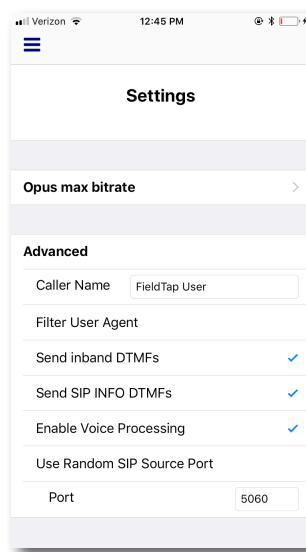 Verizon 12:45 PM
Settings
Opus max bitrate
Advanced
Caller Name FieldTap User
Filter User Agent
Send inband DTMFs
Send SIP INFO DTMFs
Enable Voice Processing
Use Random SIP Source Port
Port 5060